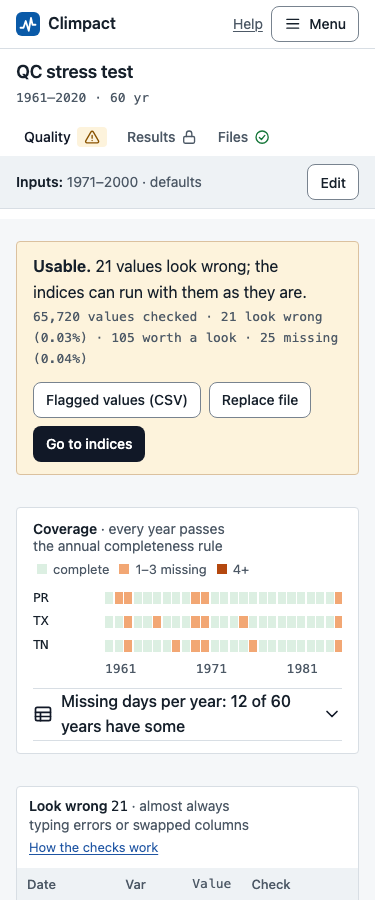 Climpact
Help
Menu
QC stress test
1961–2020 · 60 yr
Quality
Results
Files
Inputs: 1971–2000 · defaults
Edit
Usable. 21 values look wrong; the
indices can run with them as they are.
65,720 values checked · 21 look wrong
(0.03%) · 105 worth a look · 25 missing
(0.04%)
Flagged values (CSV)
Replace file
Go to indices
Coverage · every year passes
the annual completeness rule
complete
1–3 missing
4+
PR
TX
TN
1961
1971
1981
Missing days per year: 12 of 60
years have some
Look wrong 21 · almost always
typing errors or swapped columns
How the checks work
Date
Var
Value
Check